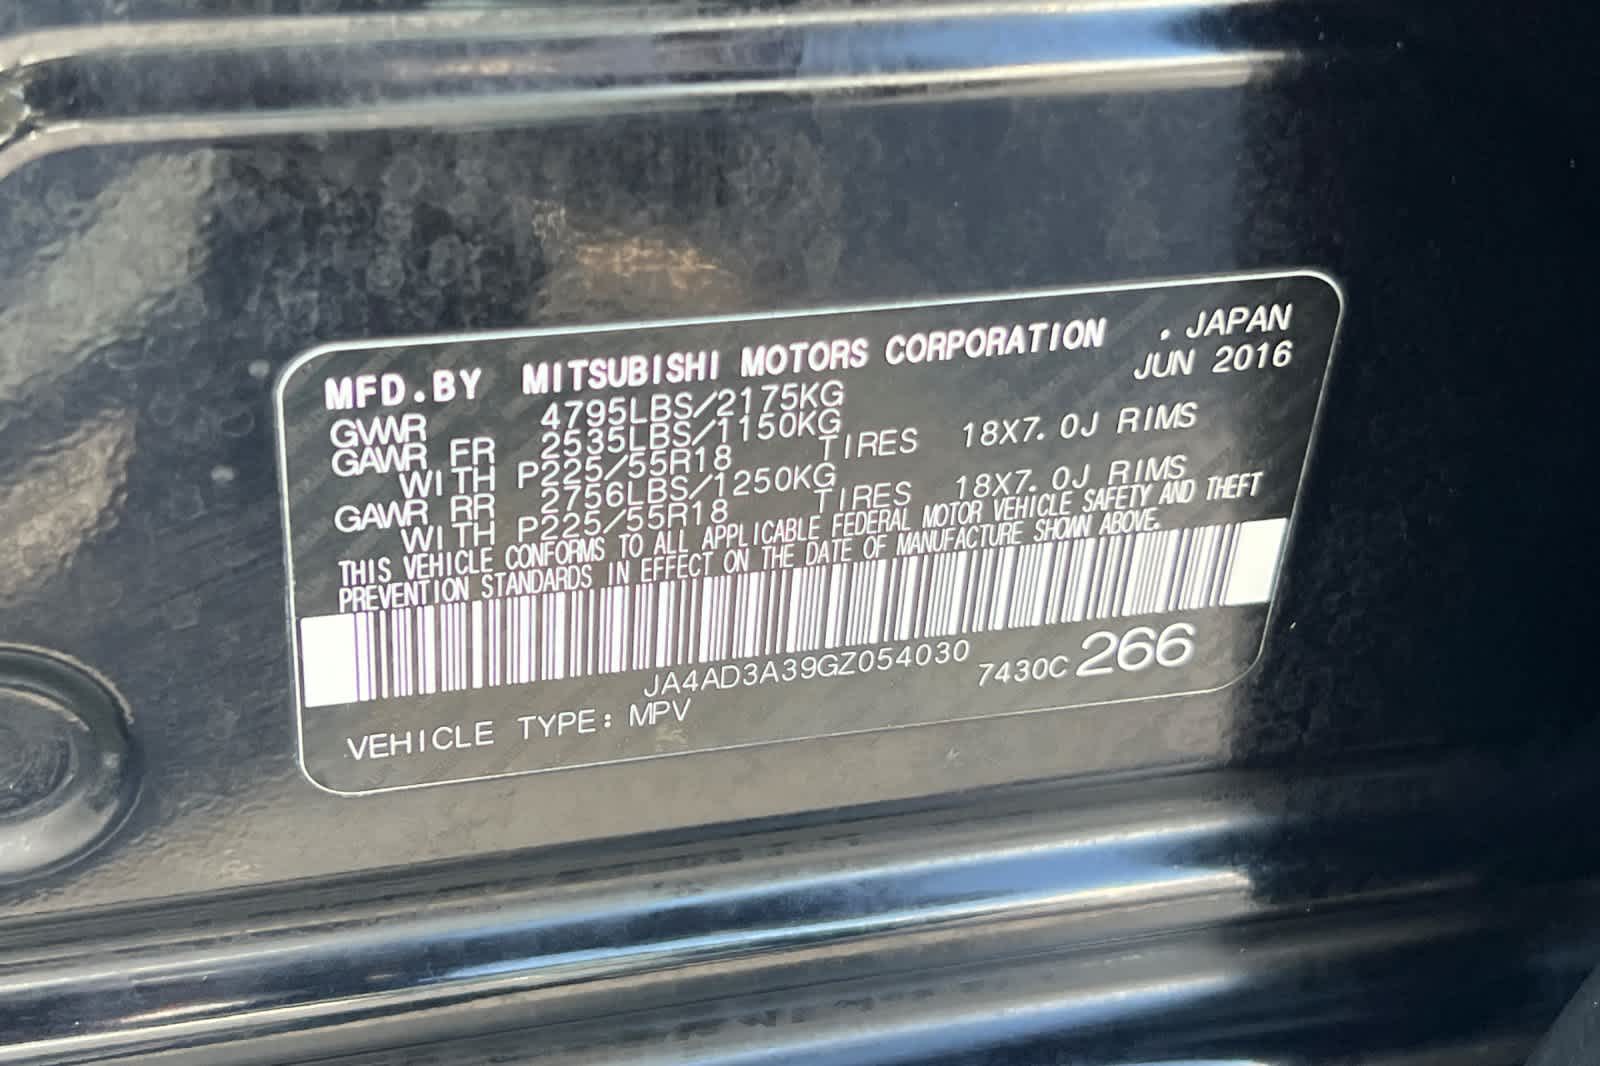 MFD.BY MITSUBISHI MOTORS CORPORATION . JAPAN
JUN 2016
GVWR 4795LBS/2175KG
GAWR FR 2535LBS/1150KG
WITH P225/55R18 TIRES 18X7.0J RIMS
GAWR RR 2756LBS/1250KG
WITH P225/55R18 TIRES 18X7.0J RIMS
THIS VEHICLE CONFORMS TO ALL APPLICABLE FEDERAL MOTOR VEHICLE SAFETY AND THEFT
PREVENTION STANDARDS IN EFFECT ON THE DATE OF MANUFACTURE SHOWN ABOVE.
JA4AD3A39GZ054030 7430C 266
VEHICLE TYPE: MPV